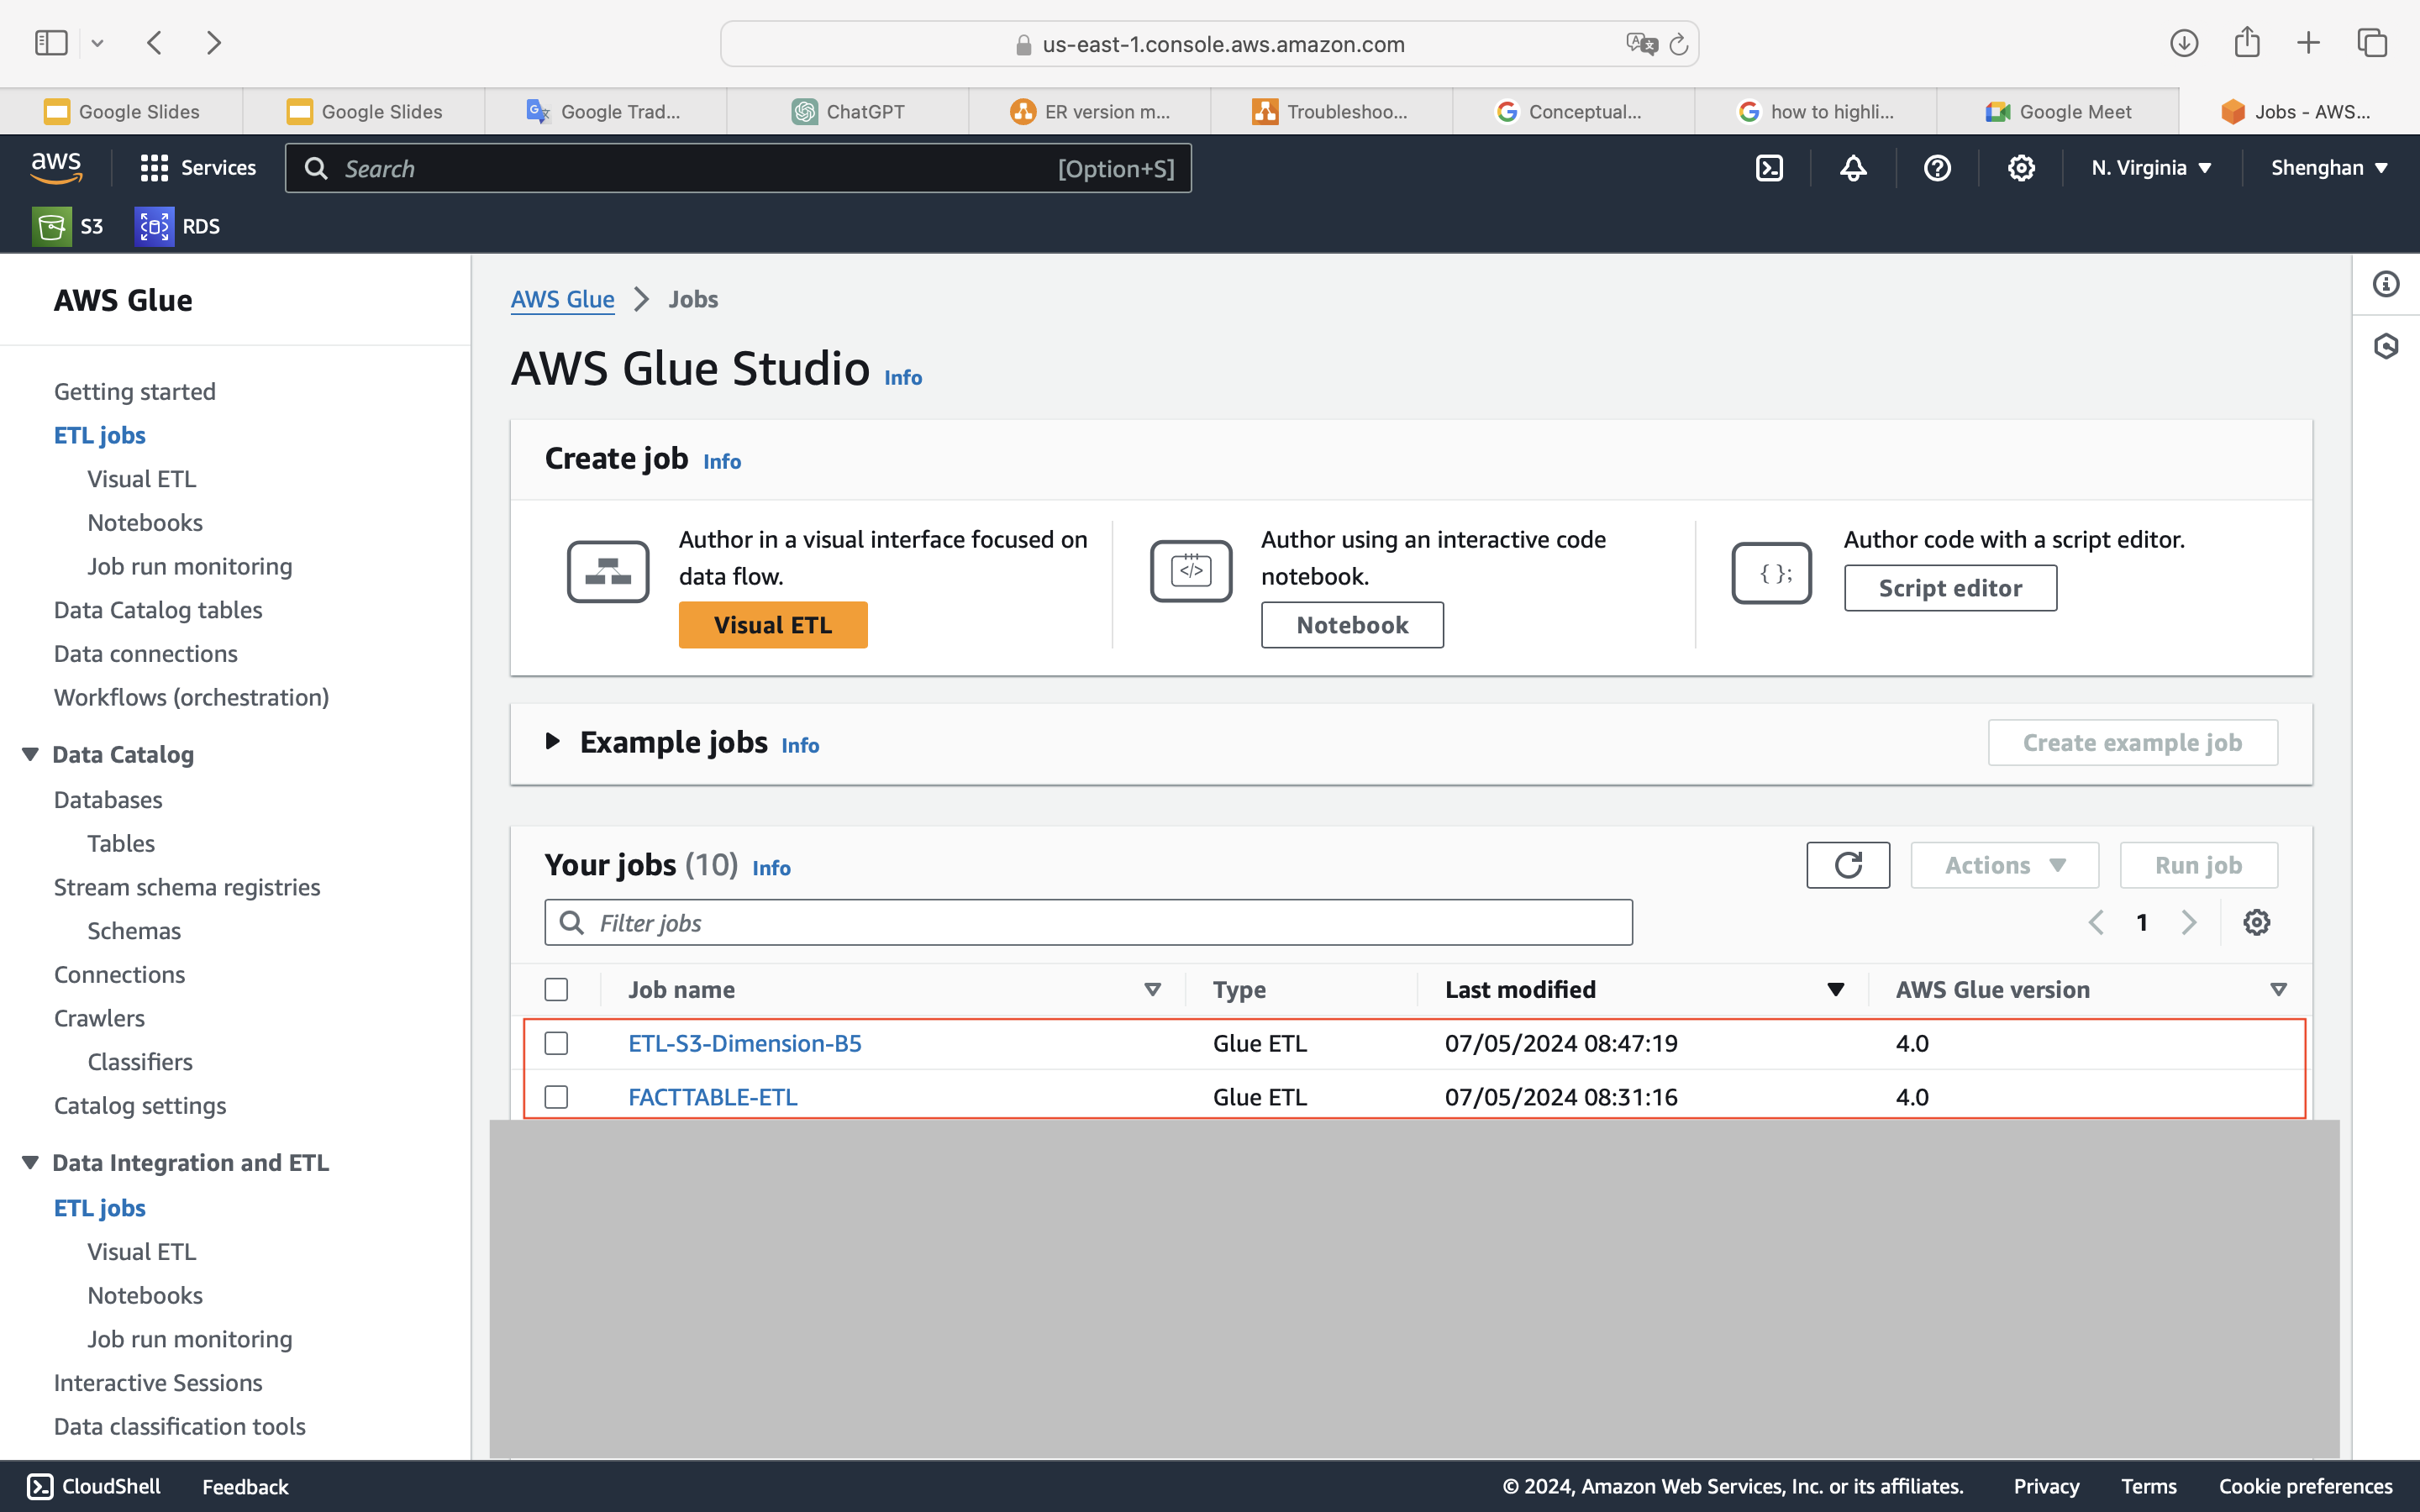 us-east-1.console.aws.amazon.com
Google Slides
Google Slides
Google Trad...
ChatGPT
ER version m...
Troubleshoo...
Conceptual...
how to highli...
Google Meet
Jobs - AWS...
aws
Services
Search
[Option+S]
N. Virginia
Shenghan
S3
RDS
AWS Glue
Getting started
ETL jobs
Visual ETL
Notebooks
Job run monitoring
Data Catalog tables
Data connections
Workflows (orchestration)
Data Catalog
Databases
Tables
Stream schema registries
Schemas
Connections
Crawlers
Classifiers
Catalog settings
Data Integration and ETL
ETL jobs
Visual ETL
Notebooks
Job run monitoring
Interactive Sessions
Data classification tools
AWS Glue > Jobs
AWS Glue Studio Info
Create job Info
Author in a visual interface focused on
data flow.
Visual ETL
Author using an interactive code
notebook.
Notebook
Author code with a script editor.
Script editor
Example jobs Info
Create example job
Your jobs (10) Info
Actions
Run job
Filter jobs
1
Job name Type Last modified AWS Glue version
ETL-S3-Dimension-B5 Glue ETL 07/05/2024 08:47:19 4.0
FACTTABLE-ETL Glue ETL 07/05/2024 08:31:16 4.0
CloudShell
Feedback
© 2024, Amazon Web Services, Inc. or its affiliates.
Privacy
Terms
Cookie preferences